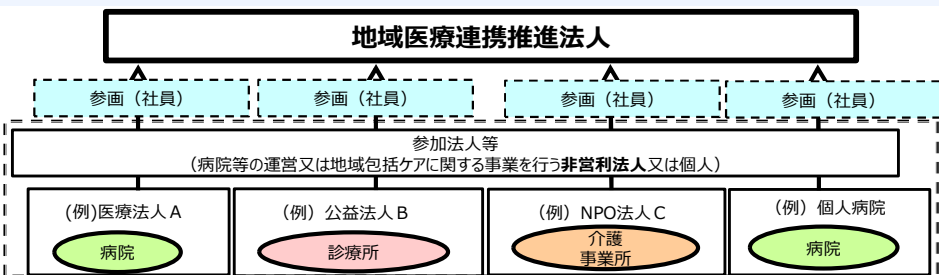 地域医療連携推進法人
参画（社員）
参画（社員）
参画（社員）
参画（社員）
参加法人等
（病院等の運営又は地域包括ケアに関する事業を行う非営利法人又は個人）
(例)医療法人Ａ
(例）公益法人Ｂ
(例）NPO法人Ｃ
(例）個人病院
病院
診療所
介護
事業所
病院